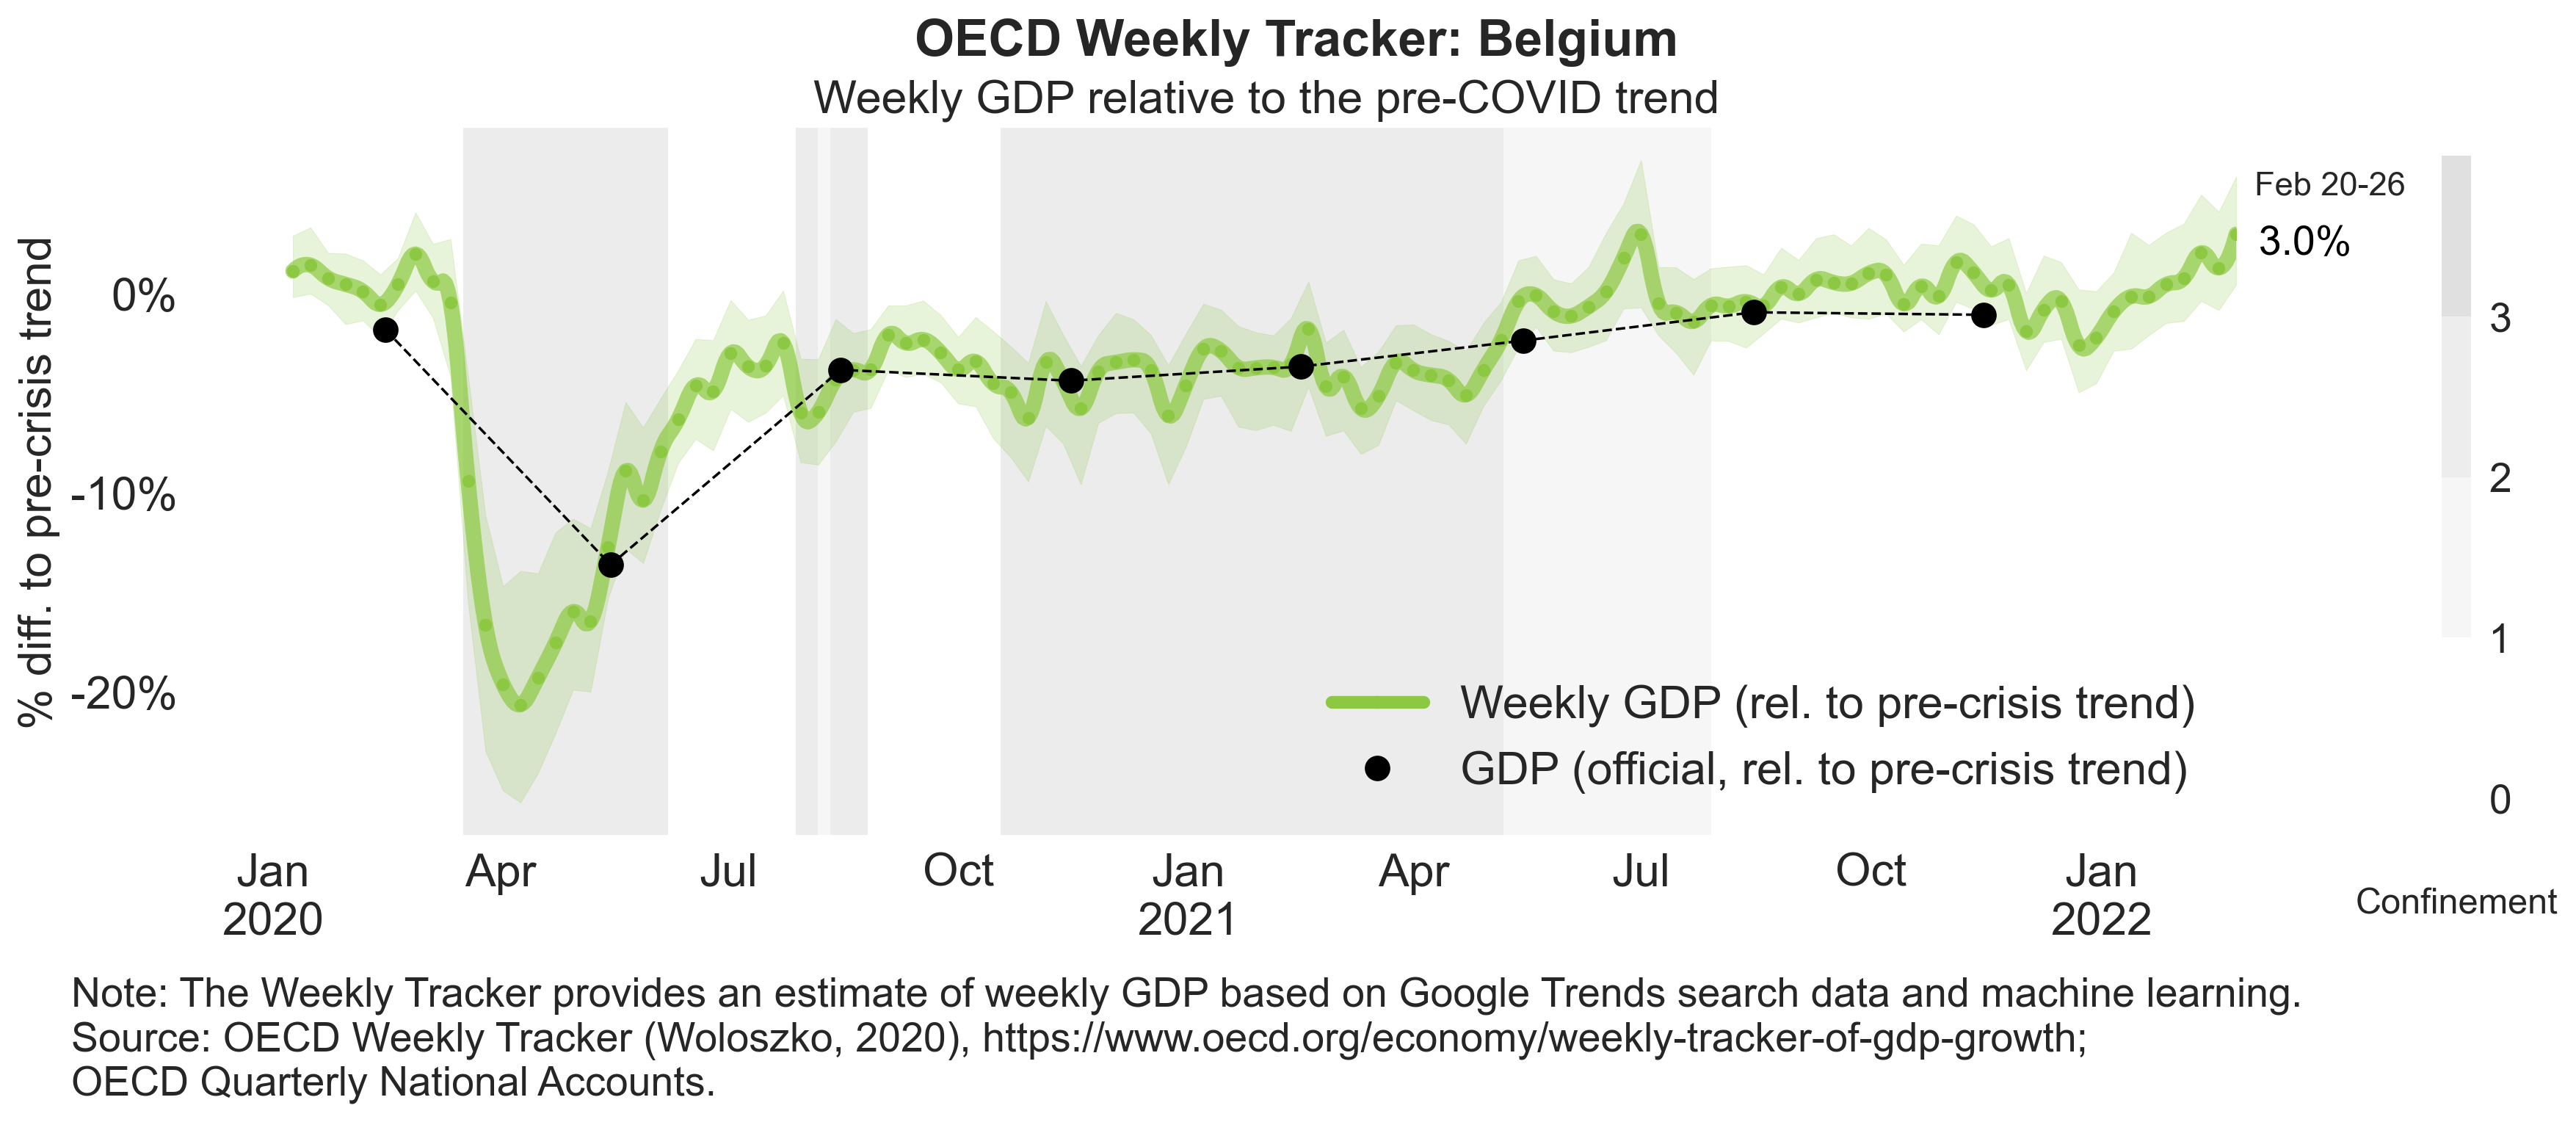 OECD Weekly Tracker: Belgium
Weekly GDP relative to the pre-COVID trend
% diff. to pre-crisis trend
0%
-10%
-20%
Feb 20-26
3.0%
3
2
1
0
Confinement
Weekly GDP (rel. to pre-crisis trend)
GDP (official, rel. to pre-crisis trend)
Jan Apr Jul Oct Jan Apr Jul Oct Jan
2020 2021 2022
Note: The Weekly Tracker provides an estimate of weekly GDP based on Google Trends search data and machine learning.
Source: OECD Weekly Tracker (Woloszko, 2020), https://www.oecd.org/economy/weekly-tracker-of-gdp-growth;
OECD Quarterly National Accounts.